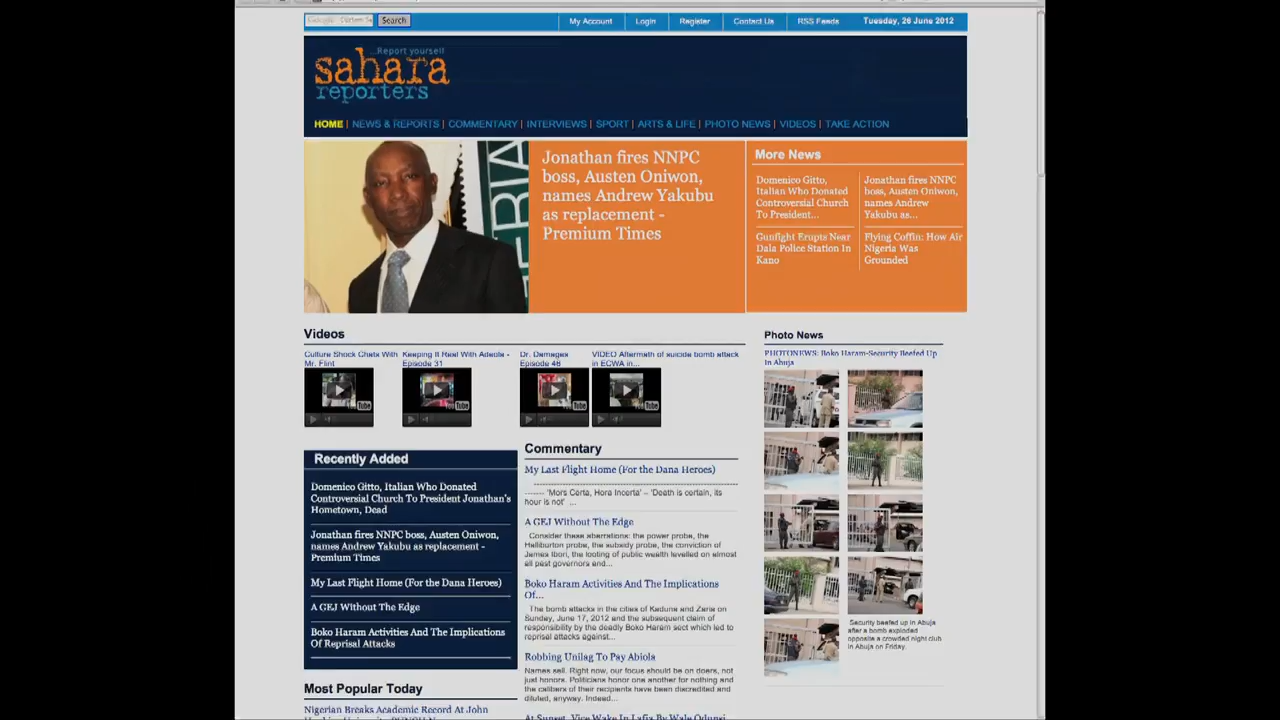 Search
My Account
Login
Register
Contact Us
RSS Feeds
Tuesday, 26 June 2012
...Report yourself
sahara
reporters
HOME | NEWS & REPORTS | COMMENTARY | INTERVIEWS | SPORT | ARTS & LIFE | PHOTO NEWS | VIDEOS | TAKE ACTION
Jonathan fires NNPC
boss, Austen Oniwon,
names Andrew Yakubu
as replacement -
Premium Times
More News
Domenico Gitto,
Italian Who Donated
Controversial Church
To President...
Jonathan fires NNPC
boss, Austen Oniwon,
names Andrew
Yakubu as...
Gunfight Erupts Near
Dala Police Station In
Kano
Flying Coffin: How Air
Nigeria Was
Grounded
Videos
Culture Shock Chats With
Mr. Flint
Keeping It Real With Adeola -
Episode 31
Dr. Damages
Episode 46
VIDEO Aftermath of suicide bomb attack
in ECWA in...
Recently Added
Domenico Gitto, Italian Who Donated
Controversial Church To President Jonathan's
Hometown, Dead
Jonathan fires NNPC boss, Austen Oniwon,
names Andrew Yakubu as replacement -
Premium Times
My Last Flight Home (For the Dana Heroes)
A GEJ Without The Edge
Boko Haram Activities And The Implications
Of Reprisal Attacks
Most Popular Today
Nigerian Breaks Academic Record At John
Commentary
My Last Flight Home (For the Dana Heroes)
------- 'Mors Certa, Hora Incerta' – 'Death is certain, its
hour is not' ...
A GEJ Without The Edge
Consider these aberrations: the power probe, the
Halliburton probe, the subsidy probe, the conviction of
James Ibori, the looting of public wealth levelled on almost
all past governors and...
Boko Haram Activities And The Implications
Of...
The bomb attacks in the cities of Kaduna and Zaria on
Sunday, June 17, 2012 and the subsequent claim of
responsibility by the deadly Boko Haram sect which led to
reprisal attacks against...
Robbing Unilag To Pay Abiola
Names sell. Right now, our focus should be on doers, not
just honors. Politicians honor one another for nothing and
the calibers of their recipients have been discredited and
diluted, anyway. Indeed...
At Sunset, Vice Wake In Lafia By Wale Odunsi
Photo News
PHOTONEWS: Boko Haram-Security Beefed Up
In Abuja
Security beefed up in Abuja
after a bomb exploded
opposite a crowded night club
in Abuja on Friday.